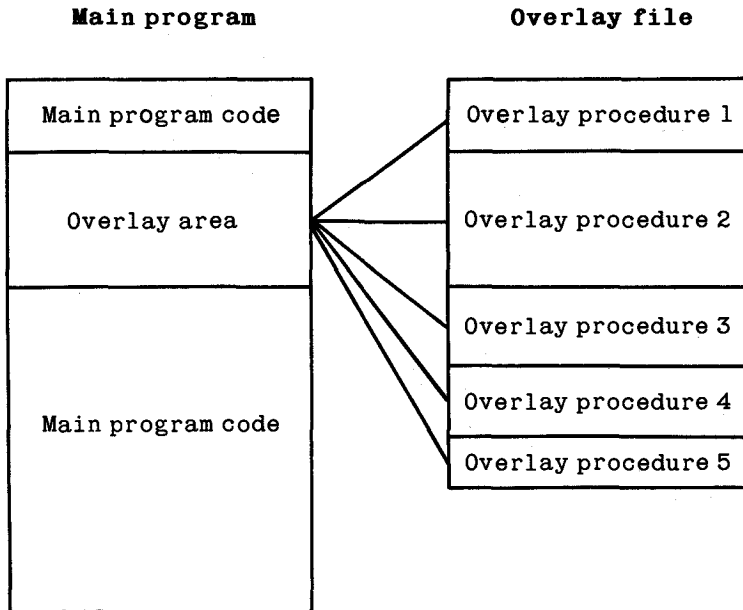 Main program
Main program code
Overlay area
Main program code
Overlay file
Overlay procedure 1
Overlay procedure 2
Overlay procedure 3
Overlay procedure 4
Overlay procedure 5